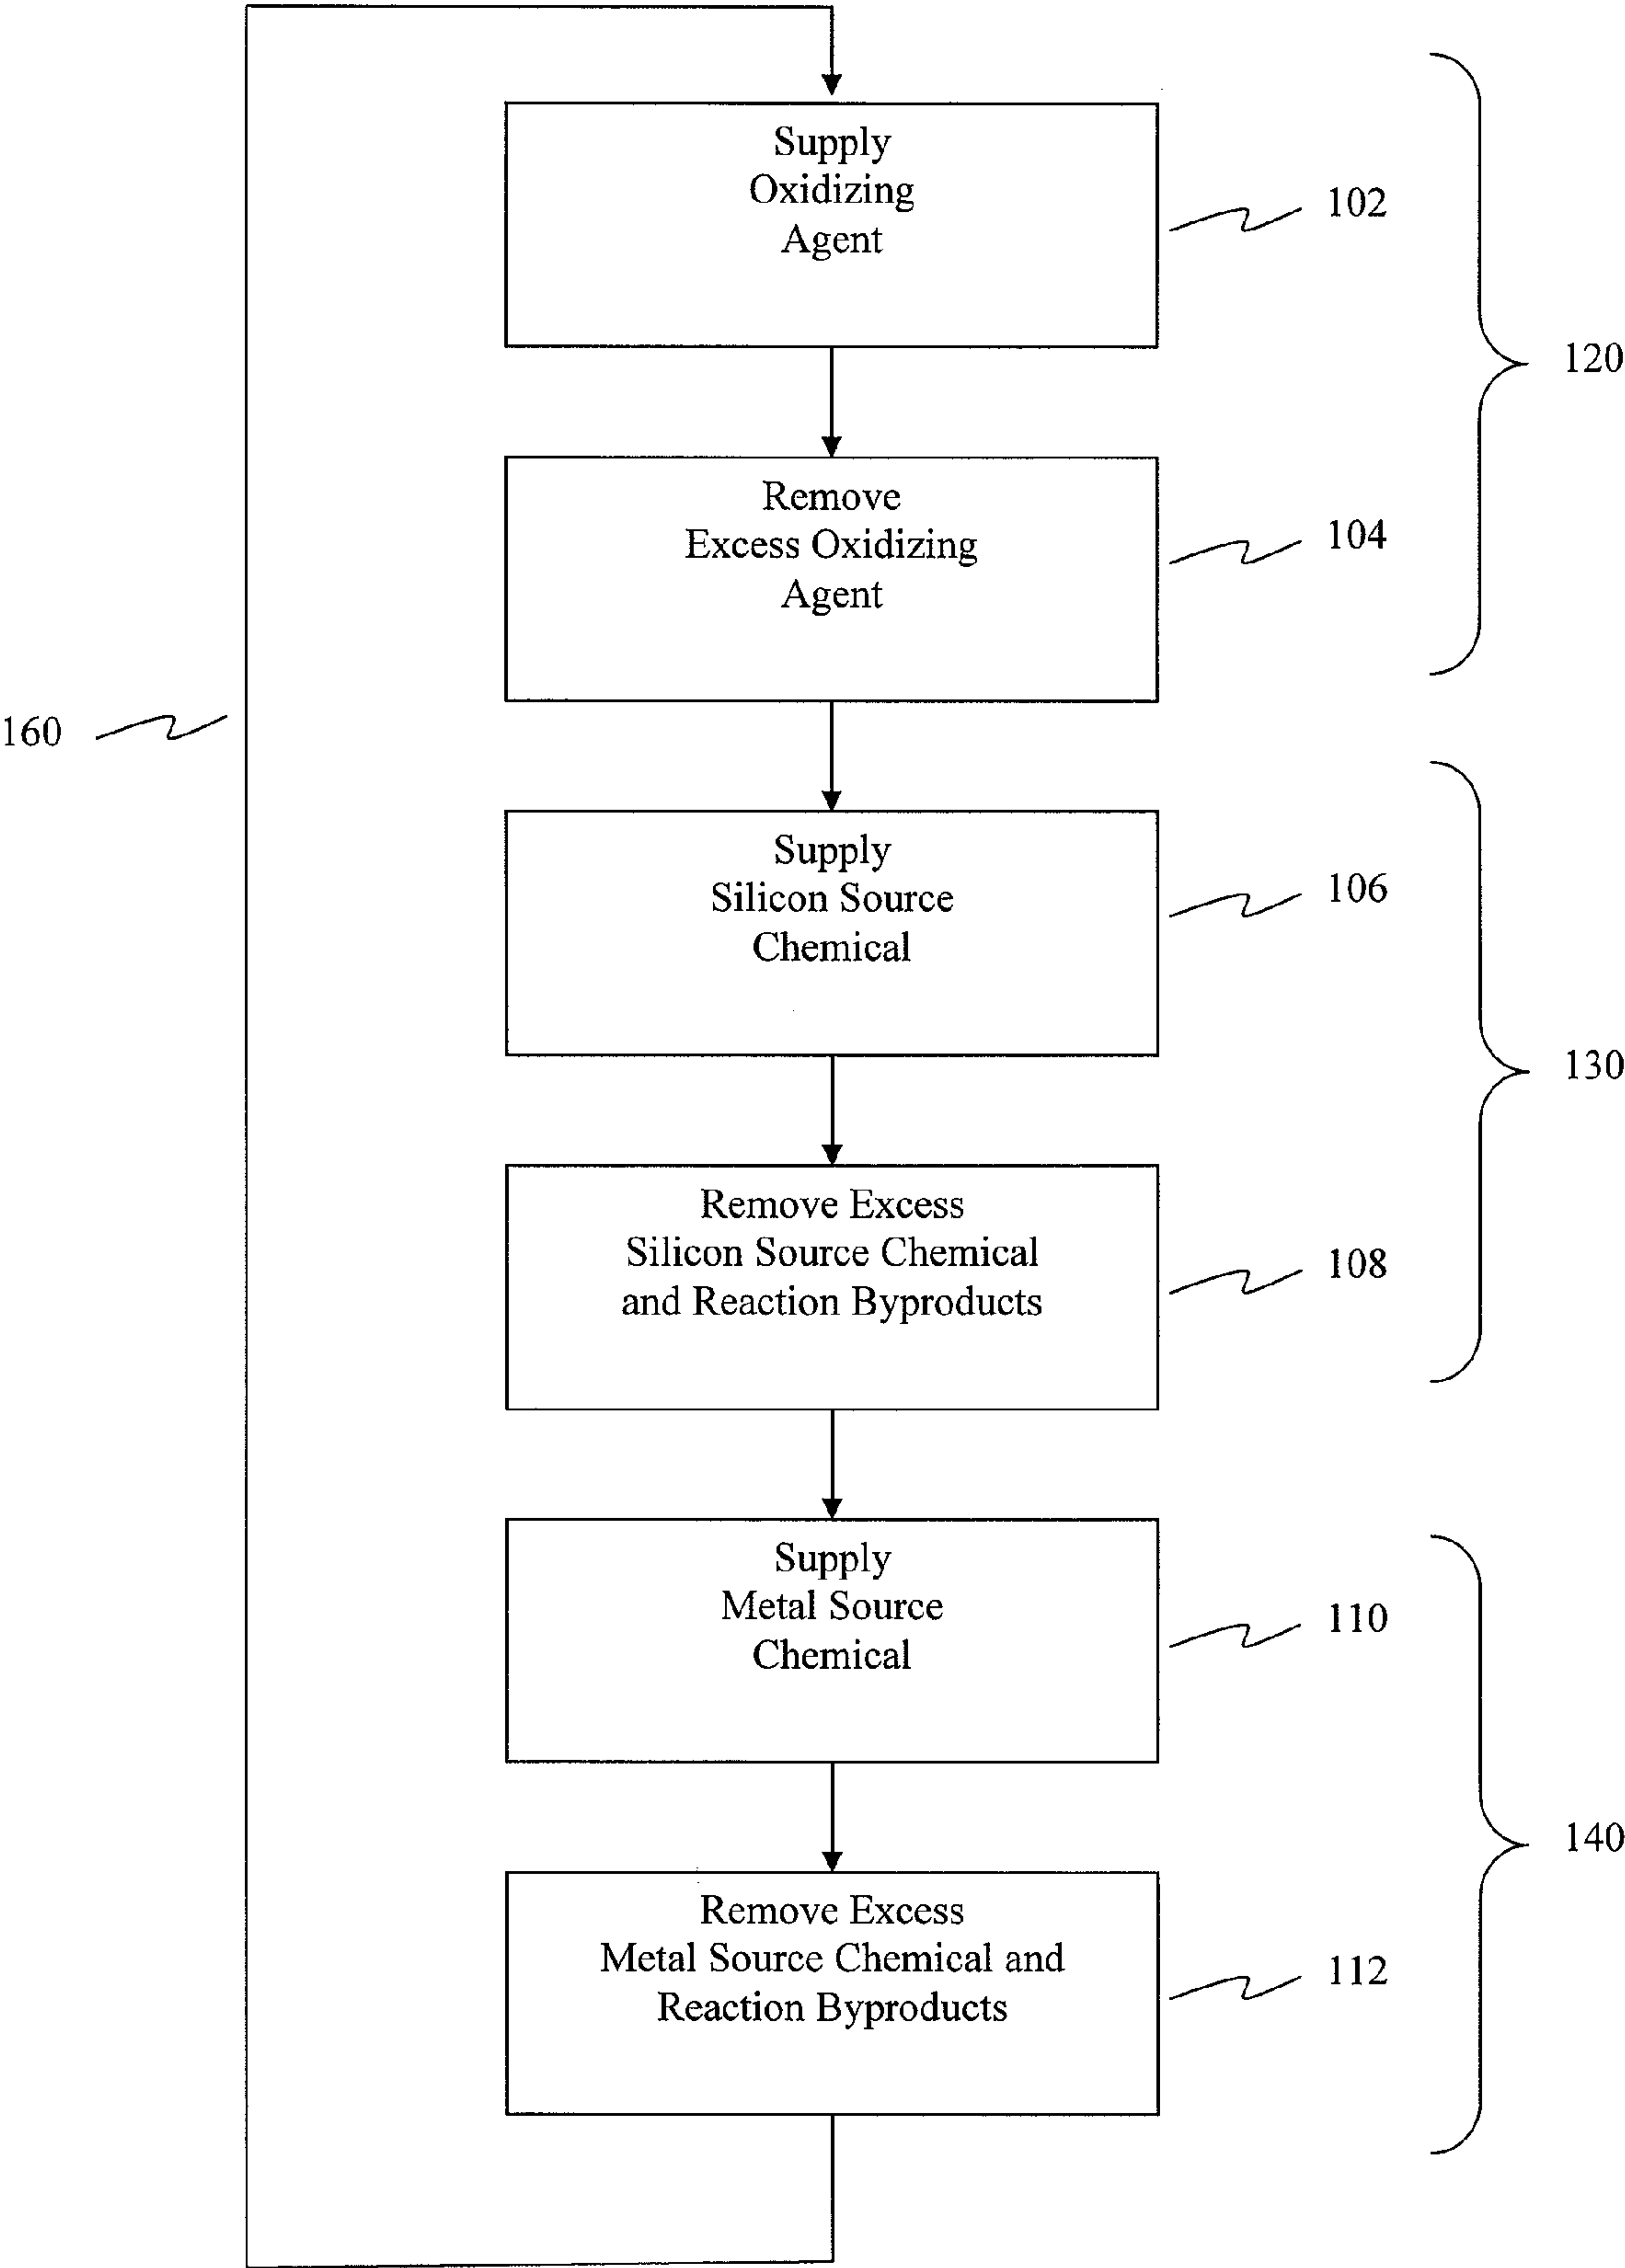 Supply
Oxidizing
Agent
102
120
Remove
Excess Oxidizing
Agent
104
160
Supply
Silicon Source
Chemical
106
130
Remove Excess
Silicon Source Chemical
and Reaction Byproducts
108
Supply
Metal Source
Chemical
110
140
Remove Excess
Metal Source Chemical and
Reaction Byproducts
112